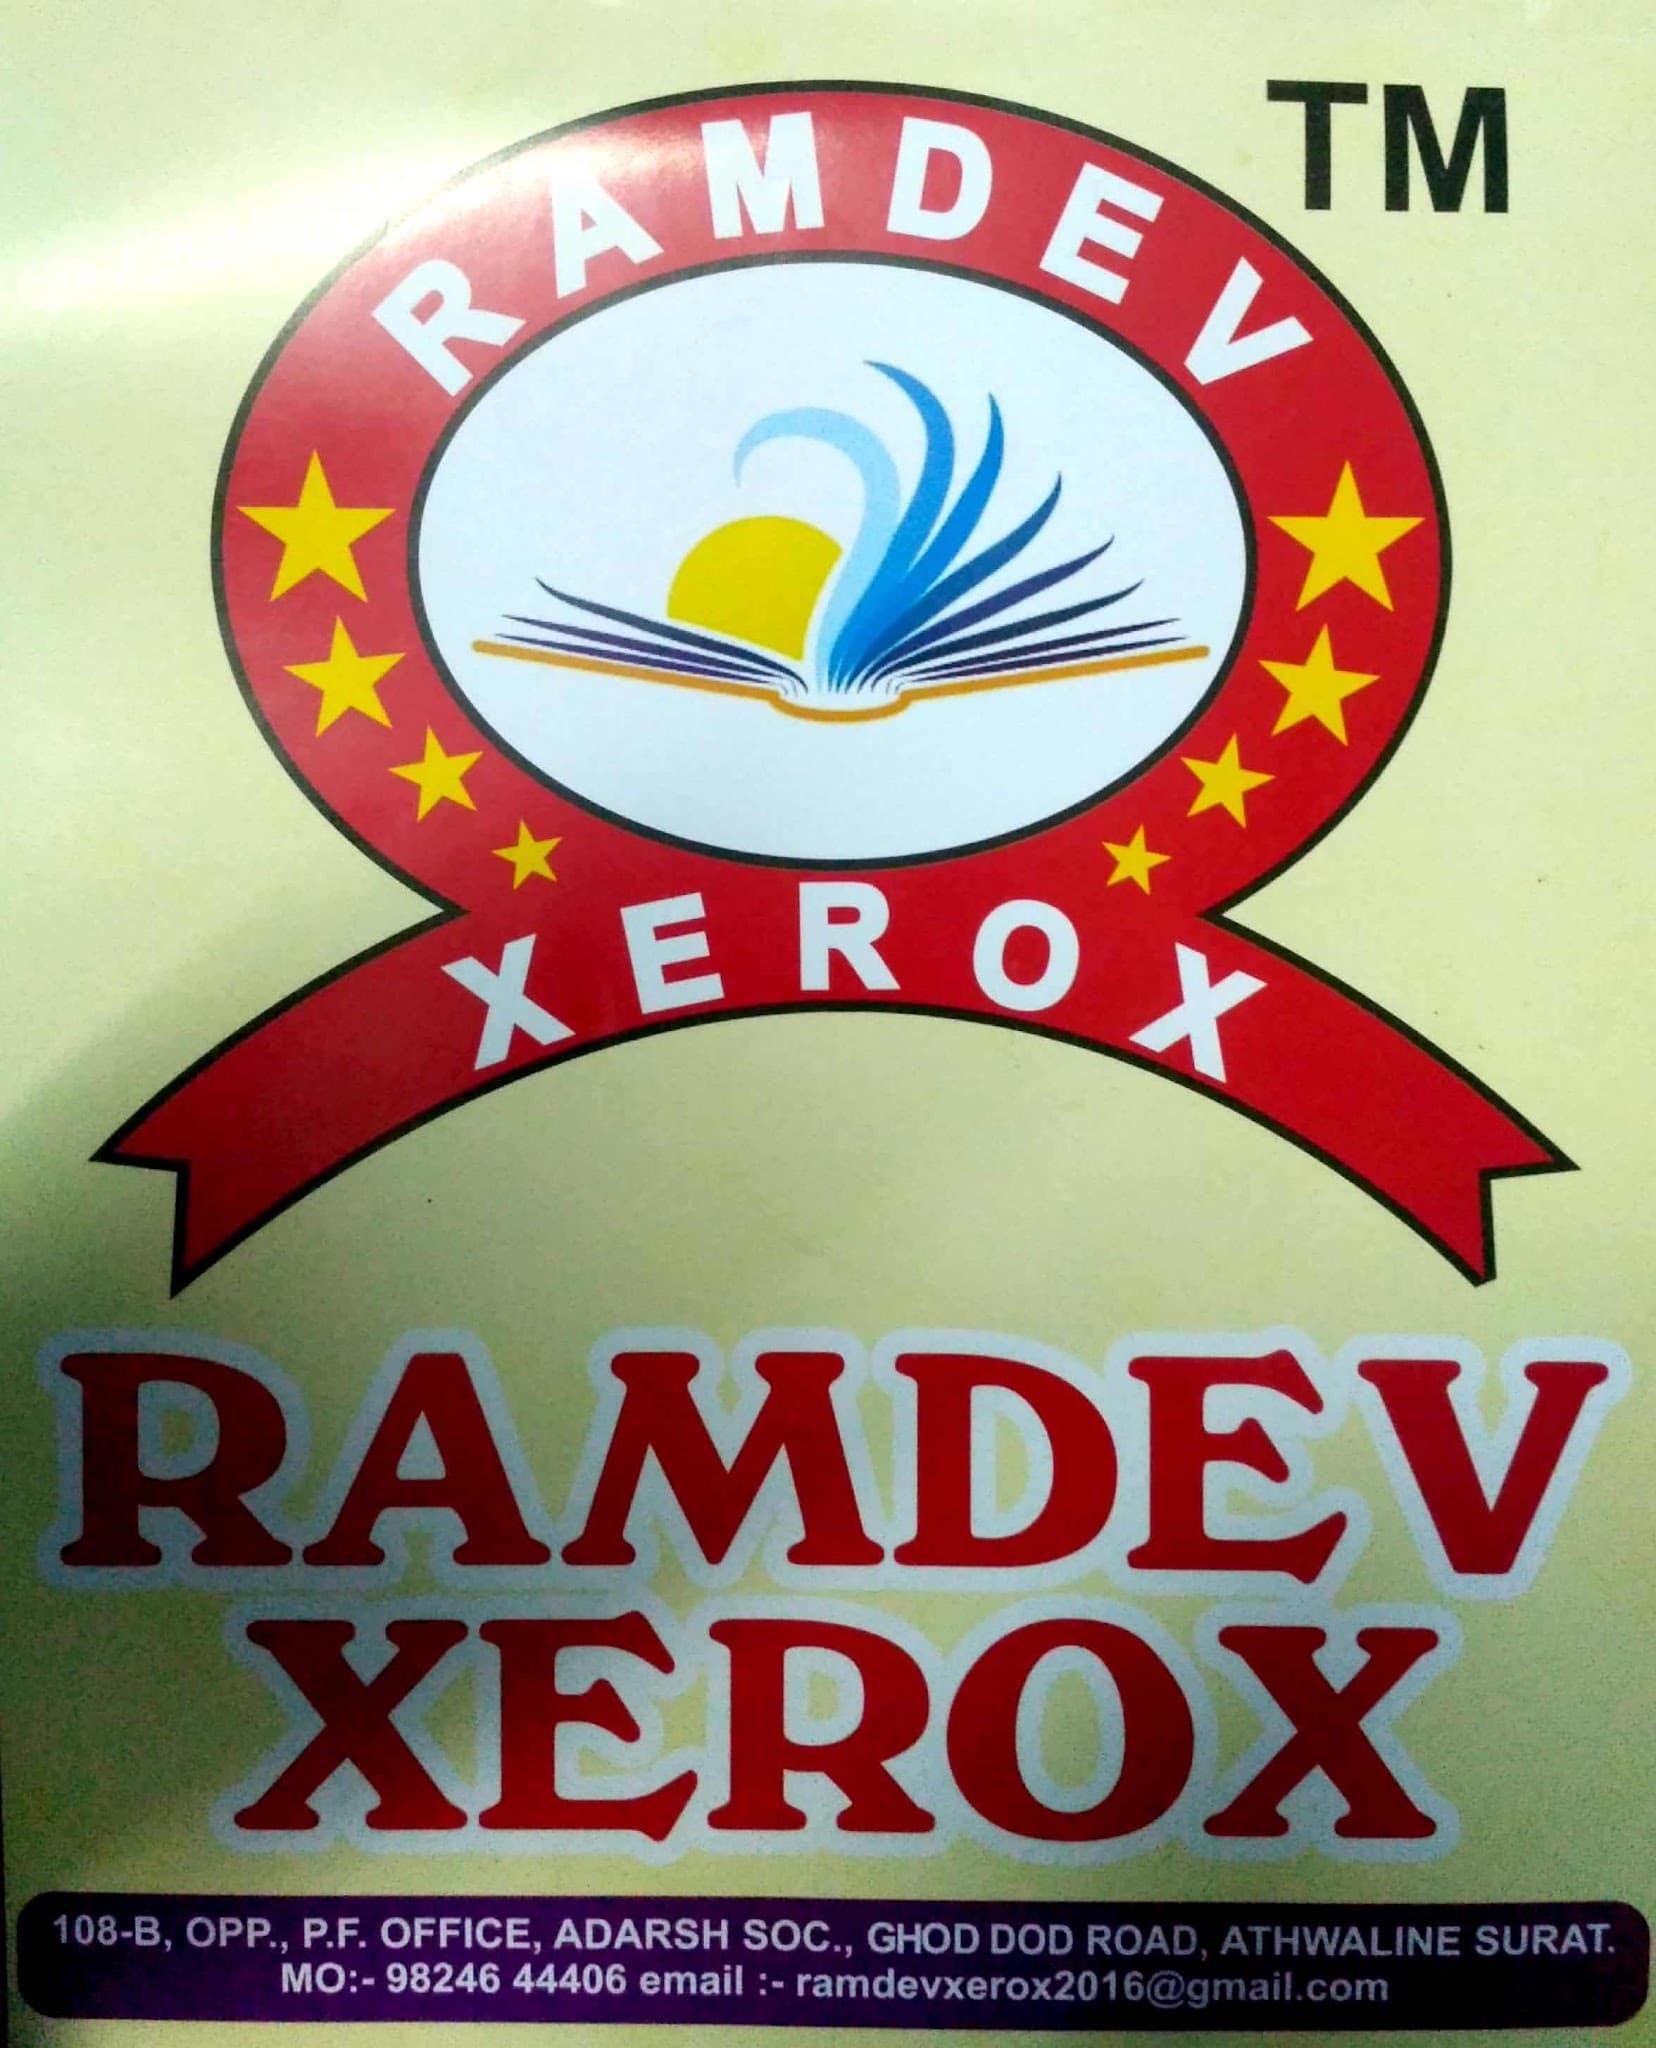 TM
RAMDEV
XEROX
RAMDEV
XEROX
108-B, OPP., P.F. OFFICE, ADARSH SOC., GHOD DOD ROAD, ATHWALINE SURAT.
MO:- 98246 44406 email :- ramdevxerox2016@gmail.com